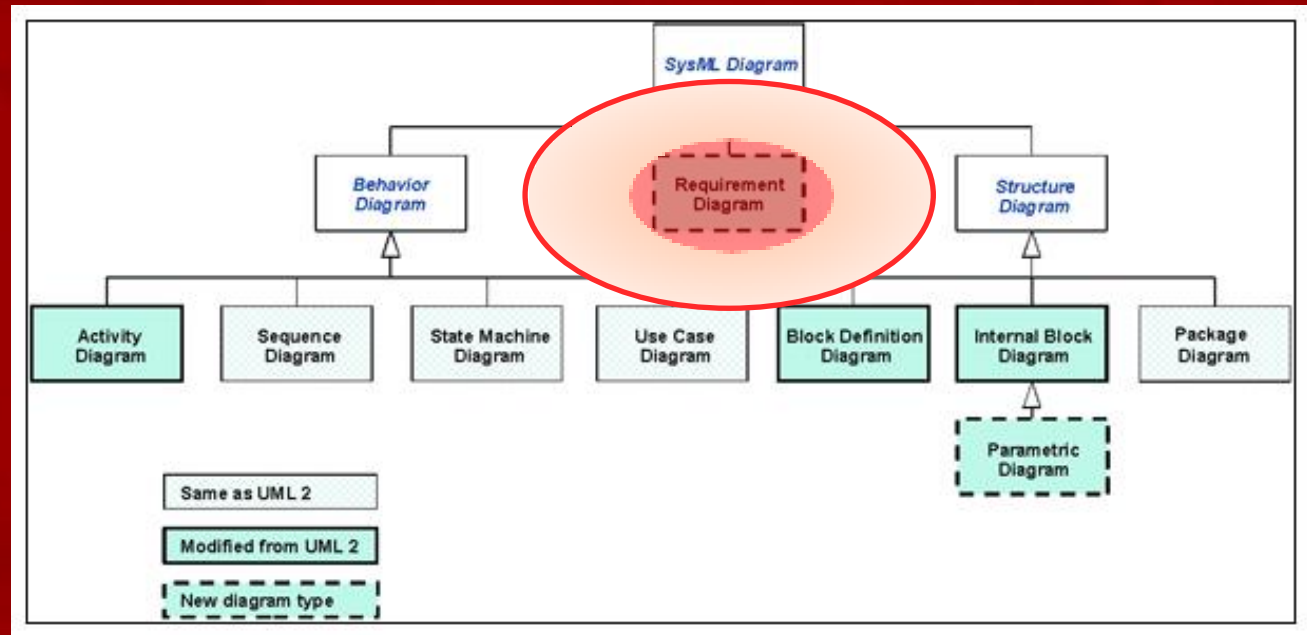 SysML Diagram
Behavior
Diagram
Requirement
Diagram
Structure
Diagram
Activity
Diagram
Sequence
Diagram
State Machine
Diagram
Use Case
Diagram
Block Definition
Diagram
Internal Block
Diagram
Package
Diagram
Parametric
Diagram
Same as UML 2
Modified from UML 2
New diagram type